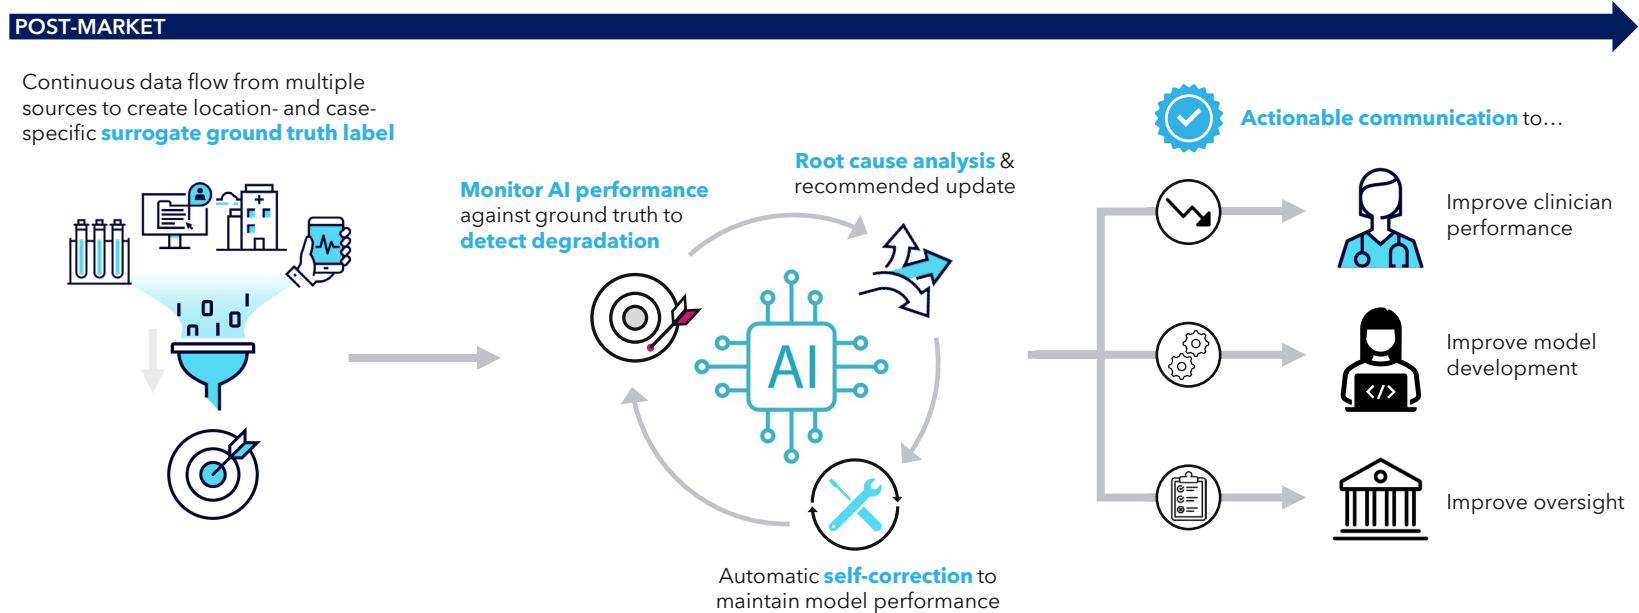 POST-MARKET
Continuous data flow from multiple
sources to create location- and case-
specific surrogate ground truth label
Monitor AI performance
against ground truth to
detect degradation
Root cause analysis &
recommended update
AI
Automatic self-correction to
maintain model performance
Actionable communication to...
Improve clinician
performance
Improve model
development
</>
Improve oversight